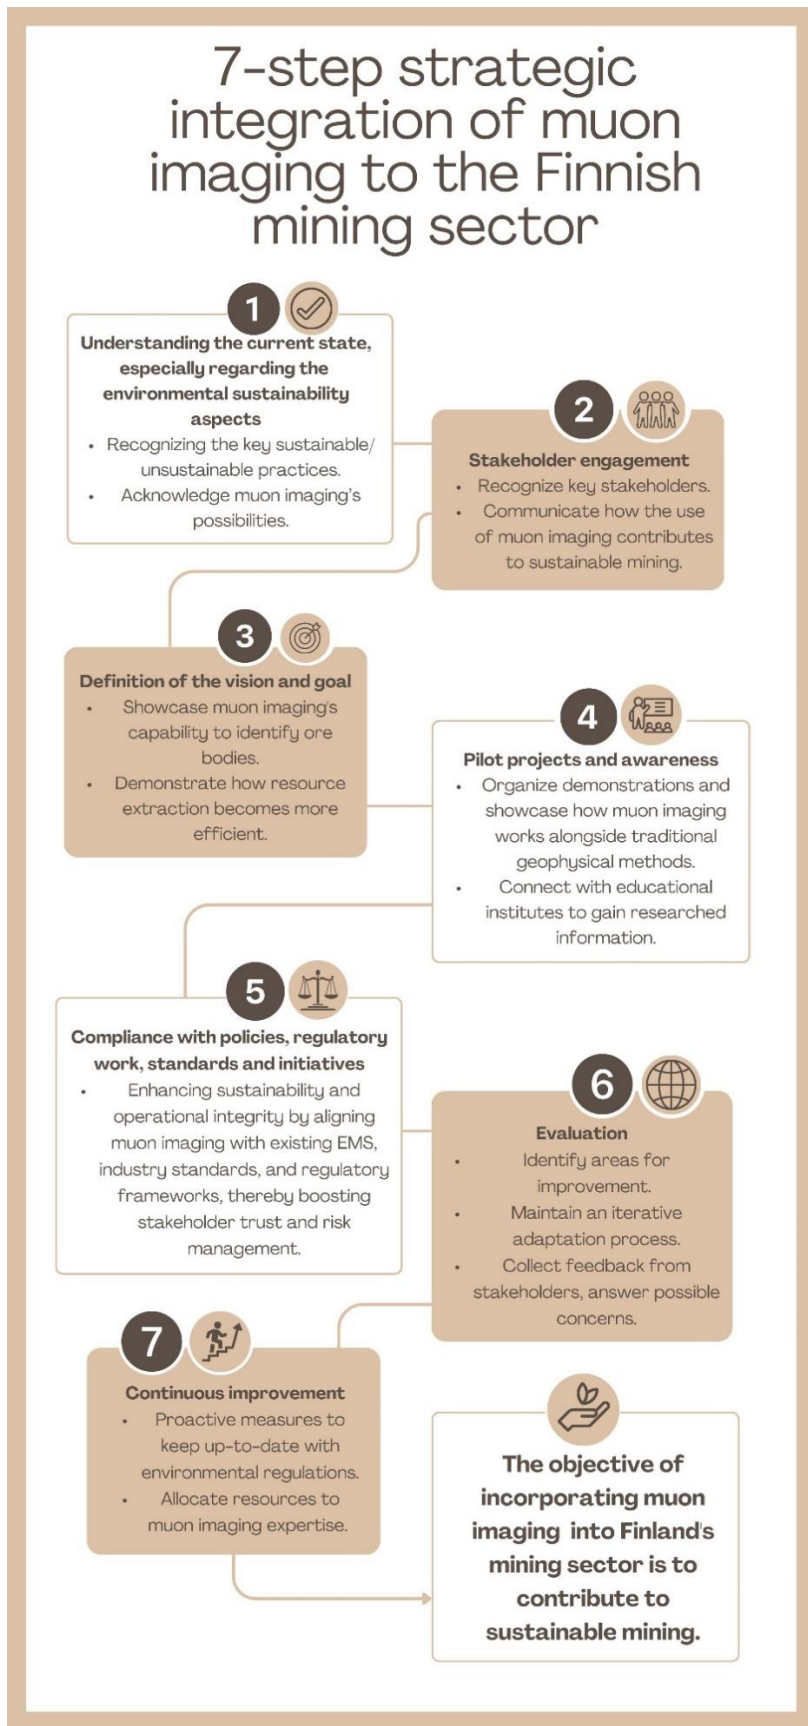 7-step strategic
integration of muon
imaging to the Finnish
mining sector
1
Understanding the current state,
especially regarding the
environmental sustainability
aspects
• Recognizing the key sustainable/
unsustainable practices.
• Acknowledge muon imaging's
possibilities.
2
Stakeholder engagement
• Recognize key stakeholders.
• Communicate how the use
of muon imaging contributes
to sustainable mining.
3
Definition of the vision and goal
• Showcase muon imaging's
capability to identify ore
bodies.
• Demonstrate how resource
extraction becomes more
efficient.
4
Pilot projects and awareness
• Organize demonstrations and
showcase how muon imaging
works alongside traditional
geophysical methods.
• Connect with educational
institutes to gain researched
information.
5
Compliance with policies, regulatory
work, standards and initiatives
• Enhancing sustainability and
operational integrity by aligning
muon imaging with existing EMS,
industry standards, and regulatory
frameworks, thereby boosting
stakeholder trust and risk
management.
6
Evaluation
• Identify areas for
improvement.
• Maintain an iterative
adaptation process.
• Collect feedback from
stakeholders, answer possible
concerns.
7
Continuous improvement
• Proactive measures to
keep up-to-date with
environmental regulations.
• Allocate resources to
muon imaging expertise.
The objective of
incorporating muon
imaging into Finland's
mining sector is to
contribute to
sustainable mining.